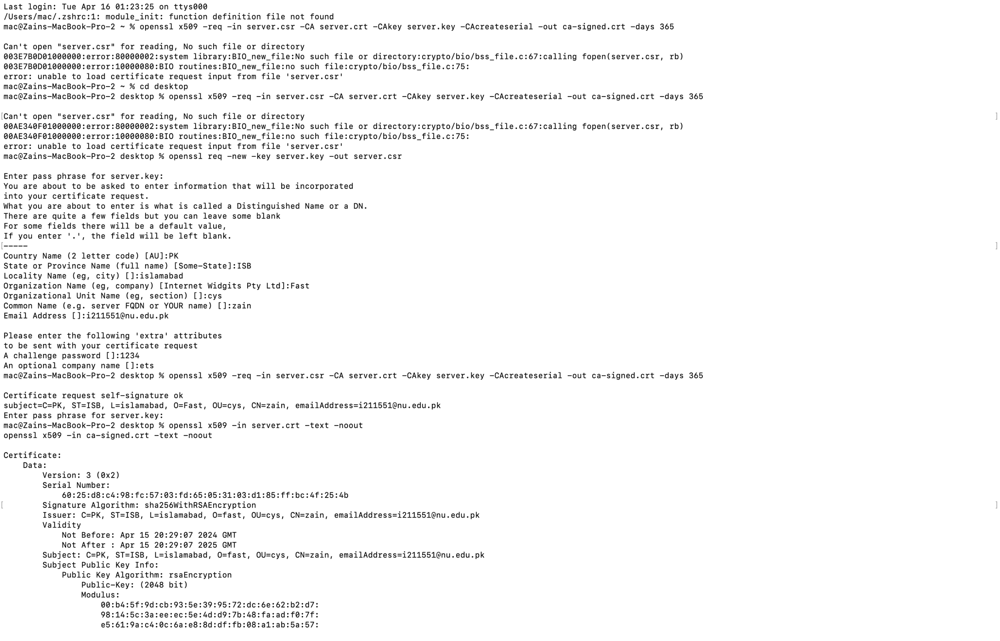 Last login: Tue Apr 16 01:23:25 on ttys000
/Users/mac/.zshrc:1: module_init: function definition file not found
mac@Zains-MacBook-Pro-2 ~ % openssl x509 -req -in server.csr -CA server.crt -CAkey server.key -CAcreateserial -out ca-signed.crt -days 365

Can't open "server.csr" for reading, No such file or directory
003E7B0D01000000:error:80000002:system library:BIO_new_file:No such file or directory:crypto/bio/bss_file.c:67:calling fopen(server.csr, rb)
003E7B0D01000000:error:10000080:BIO routines:BIO_new_file:no such file:crypto/bio/bss_file.c:75:
error: unable to load certificate request input from file 'server.csr'
mac@Zains-MacBook-Pro-2 ~ % cd desktop
mac@Zains-MacBook-Pro-2 desktop % openssl x509 -req -in server.csr -CA server.crt -CAkey server.key -CAcreateserial -out ca-signed.crt -days 365

[Can't open "server.csr" for reading, No such file or directory ]
00AE340F01000000:error:80000002:system library:BIO_new_file:No such file or directory:crypto/bio/bss_file.c:67:calling fopen(server.csr, rb)
00AE340F01000000:error:10000080:BIO routines:BIO_new_file:no such file:crypto/bio/bss_file.c:75:
error: unable to load certificate request input from file 'server.csr'
mac@Zains-MacBook-Pro-2 desktop % openssl req -new -key server.key -out server.csr

Enter pass phrase for server.key:
You are about to be asked to enter information that will be incorporated
into your certificate request.
What you are about to enter is what is called a Distinguished Name or a DN.
There are quite a few fields but you can leave some blank
For some fields there will be a default value,
If you enter '.', the field will be left blank.
[----- ]
Country Name (2 letter code) [AU]:PK
State or Province Name (full name) [Some-State]:ISB
Locality Name (eg, city) []:islamabad
Organization Name (eg, company) [Internet Widgits Pty Ltd]:Fast
Organizational Unit Name (eg, section) []:cys
Common Name (e.g. server FQDN or YOUR name) []:zain
Email Address []:i211551@nu.edu.pk

Please enter the following 'extra' attributes
to be sent with your certificate request
A challenge password []:1234
An optional company name []:ets
mac@Zains-MacBook-Pro-2 desktop % openssl x509 -req -in server.csr -CA server.crt -CAkey server.key -CAcreateserial -out ca-signed.crt -days 365

Certificate request self-signature ok
subject=C=PK, ST=ISB, L=islamabad, O=Fast, OU=cys, CN=zain, emailAddress=i211551@nu.edu.pk
Enter pass phrase for server.key:
mac@Zains-MacBook-Pro-2 desktop % openssl x509 -in server.crt -text -noout
openssl x509 -in ca-signed.crt -text -noout

Certificate:
    Data:
        Version: 3 (0x2)
        Serial Number:
            60:25:d8:c4:98:fc:57:03:fd:65:05:31:03:d1:85:ff:bc:4f:25:4b
[       Signature Algorithm: sha256WithRSAEncryption ]
        Issuer: C=PK, ST=ISB, L=islamabad, O=fast, OU=cys, CN=zain, emailAddress=i211551@nu.edu.pk
        Validity
            Not Before: Apr 15 20:29:07 2024 GMT
            Not After : Apr 15 20:29:07 2025 GMT
        Subject: C=PK, ST=ISB, L=islamabad, O=fast, OU=cys, CN=zain, emailAddress=i211551@nu.edu.pk
        Subject Public Key Info:
            Public Key Algorithm: rsaEncryption
                Public-Key: (2048 bit)
                Modulus:
                    00:b4:5f:9d:cb:93:5e:39:95:72:dc:6e:62:b2:d7:
                    98:14:5c:3a:ee:ec:5e:4d:d9:7b:48:fa:ad:f0:7f:
                    e5:61:9a:c4:0c:6a:e8:8d:df:fb:08:a1:ab:5a:57: